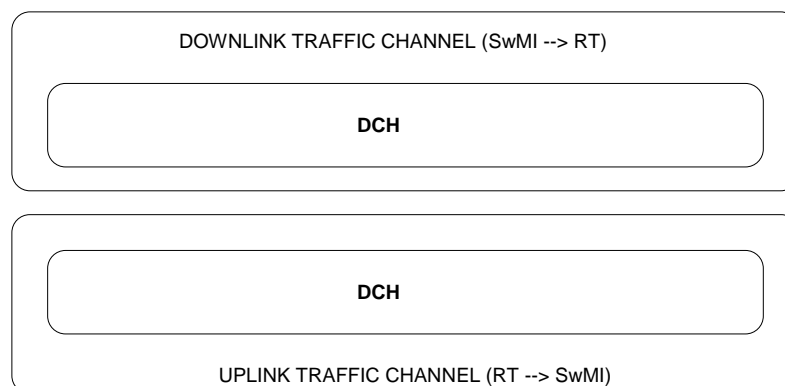 DOWNLINK TRAFFIC CHANNEL (SwMI --> RT)
DCH
DCH
UPLINK TRAFFIC CHANNEL (RT --> SwMI)